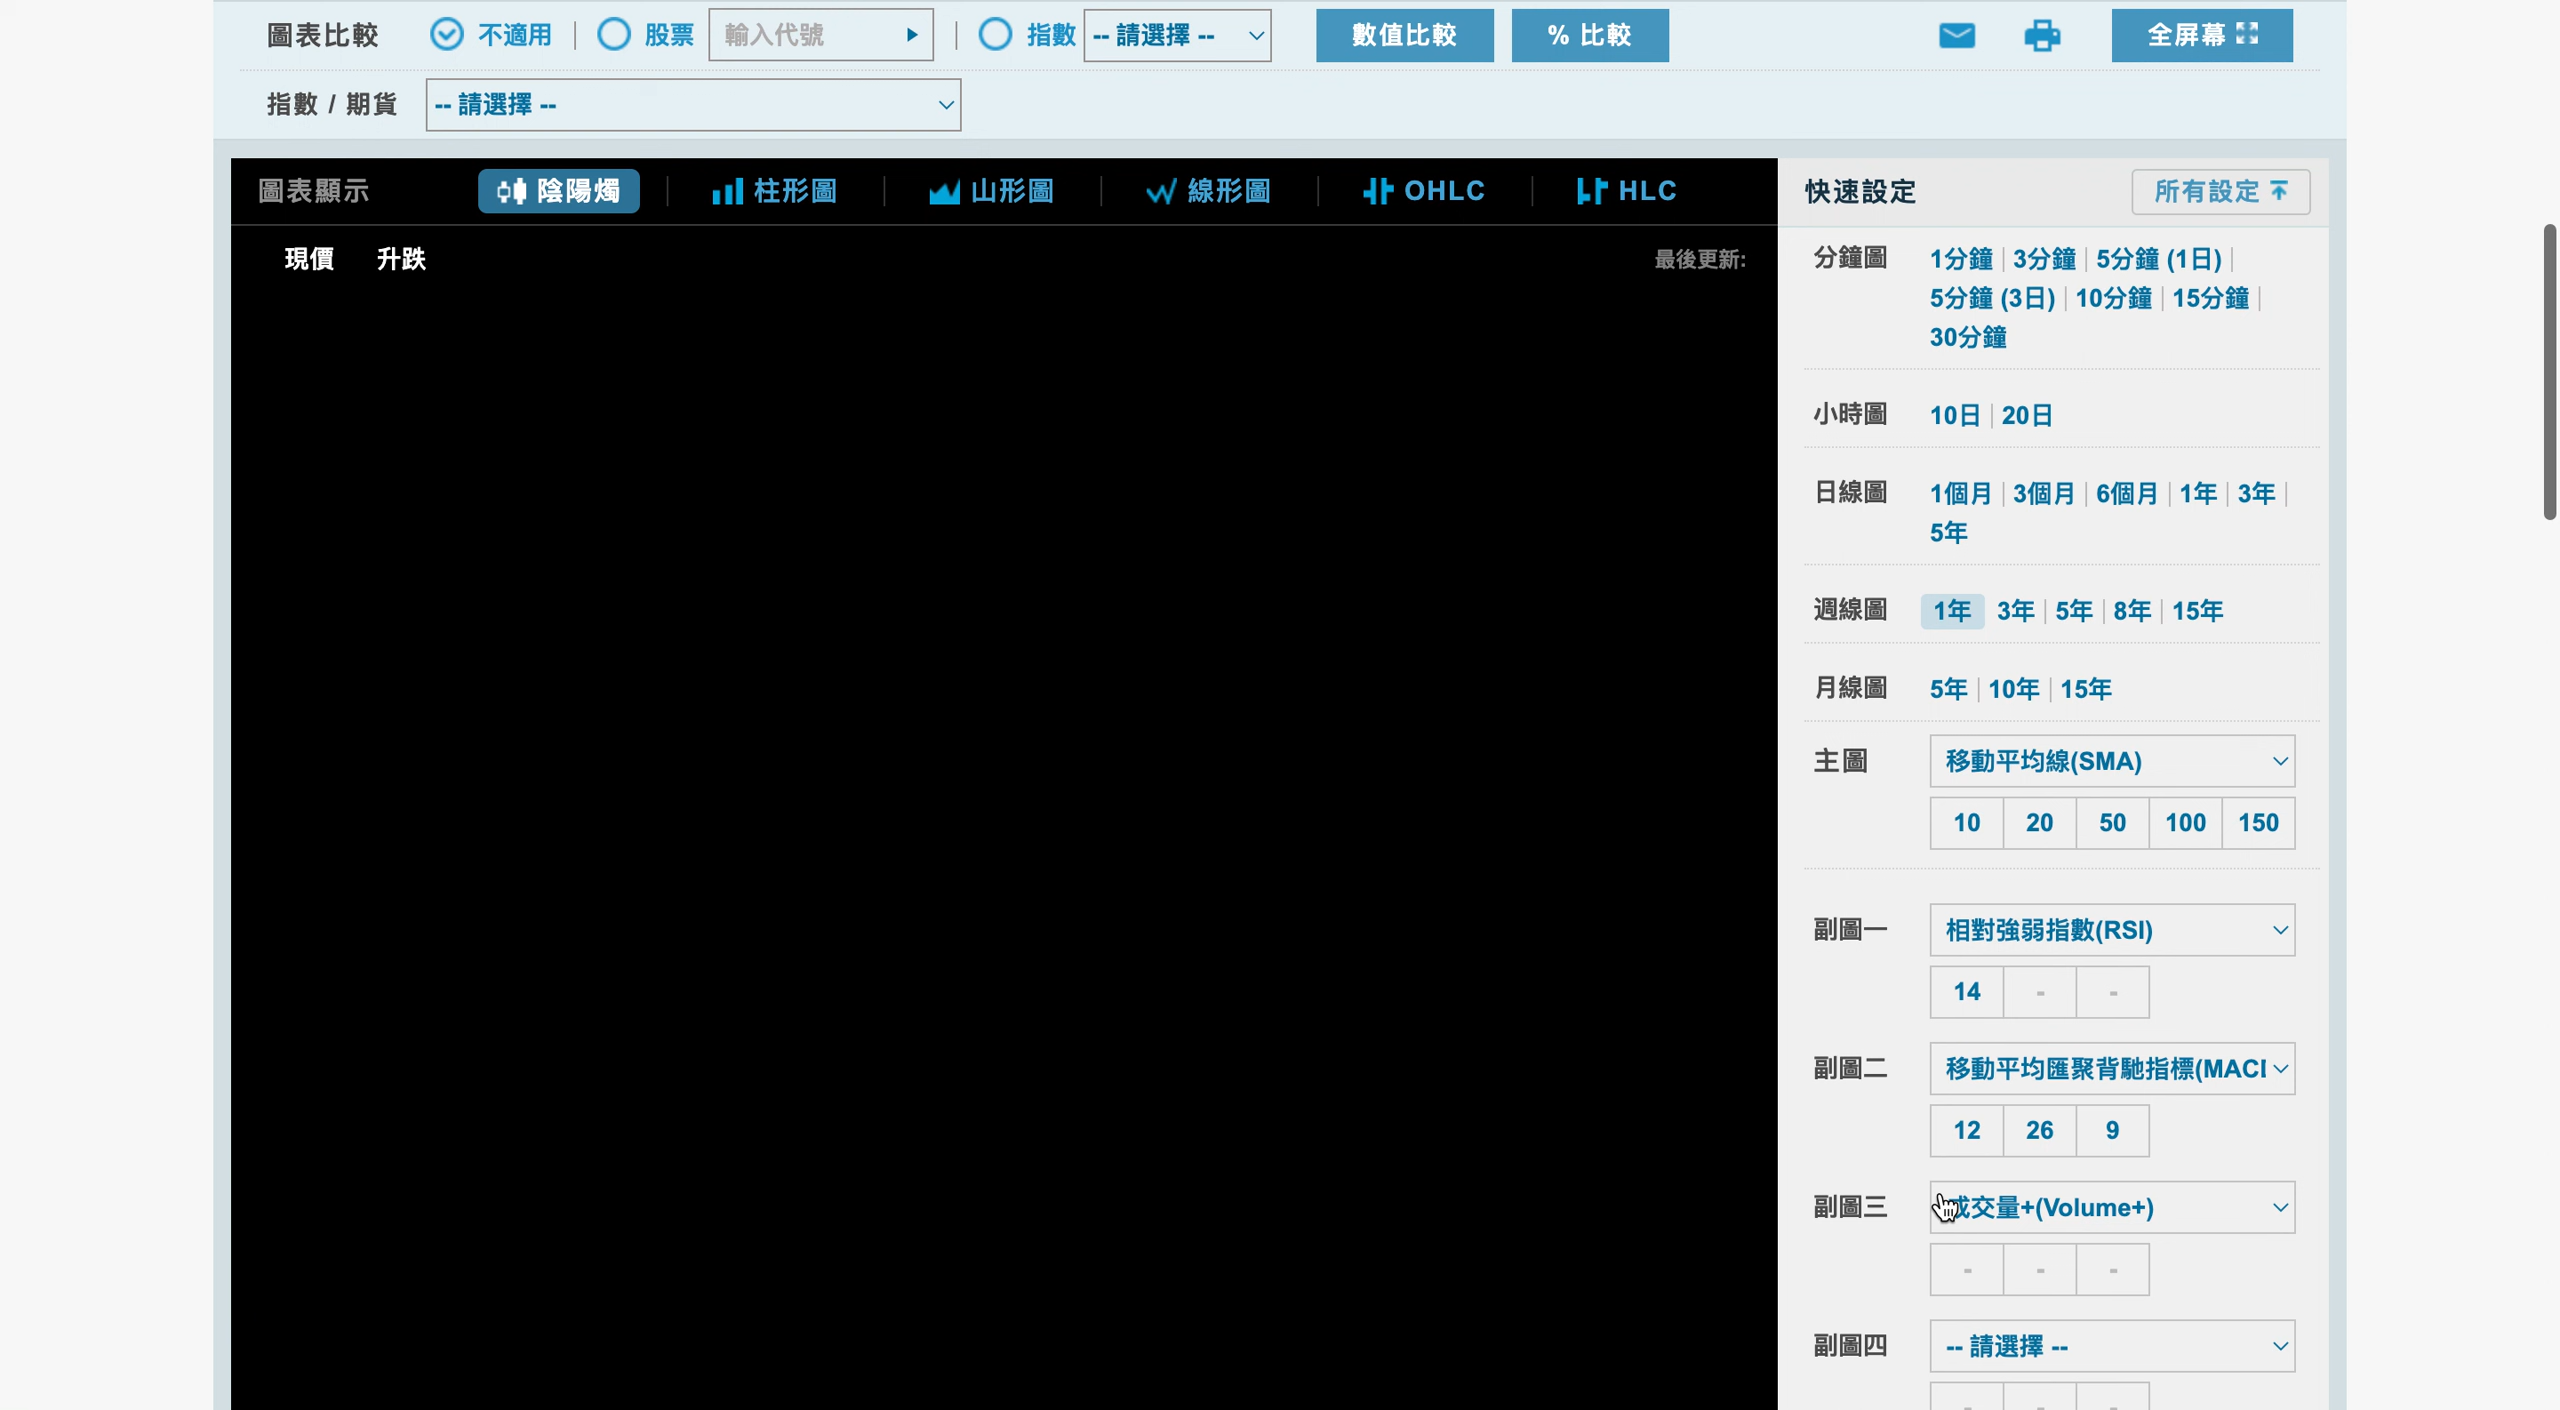 圖表比較 不適用 股票 輸入代號 指數 -- 請選擇 -- 數值比較 % 比較 全屏幕
指數 / 期貨 -- 請選擇 --
圖表顯示 陰陽燭 柱形圖 山形圖 線形圖 OHLC HLC
現價 升跌 最後更新:
快速設定 所有設定
分鐘圖 1分鐘 3分鐘 5分鐘 (1日)
5分鐘 (3日) 10分鐘 15分鐘
30分鐘
小時圖 10日 20日
日線圖 1個月 3個月 6個月 1年 3年
5年
週線圖 1年 3年 5年 8年 15年
月線圖 5年 10年 15年
主圖 移動平均線(SMA)
10 20 50 100 150
副圖一 相對強弱指數(RSI)
14 - -
副圖二 移動平均匯聚背馳指標(MACD
12 26 9
副圖三 成交量+(Volume+)
- - -
副圖四 -- 請選擇 --
- - -